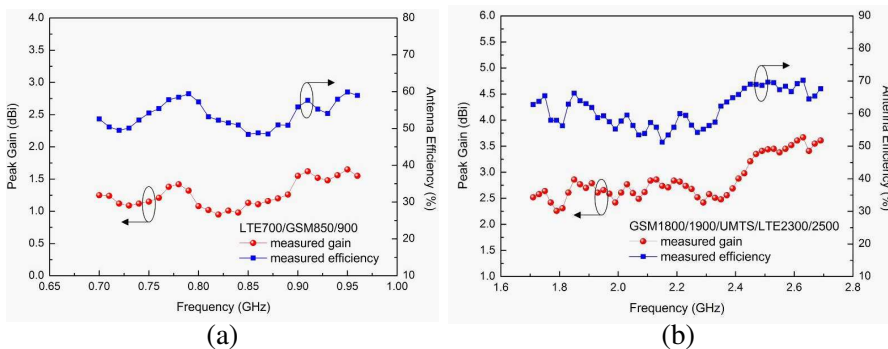 4.0
3.5
3.0
2.5
2.0
1.5
1.0
0.5
0.0
Peak Gain (dBi)
80
70
60
50
40
30
20
10
Antenna Efficiency (%)
LTE700/GSM850/900
measured gain
measured efficiency
0.70 0.75 0.80 0.85 0.90 0.95 1.00
Frequency (GHz)
(a)
6.0
5.5
5.0
4.5
4.0
3.5
3.0
2.5
2.0
1.5
1.0
Peak Gain (dBi)
90
80
70
60
50
40
30
20
10
Antenna Efficiency (%)
GSM1800/1900/UMTS/LTE2300/2500
measured gain
measured efficiency
1.6 1.8 2.0 2.2 2.4 2.6 2.8
Frequency (GHz)
(b)